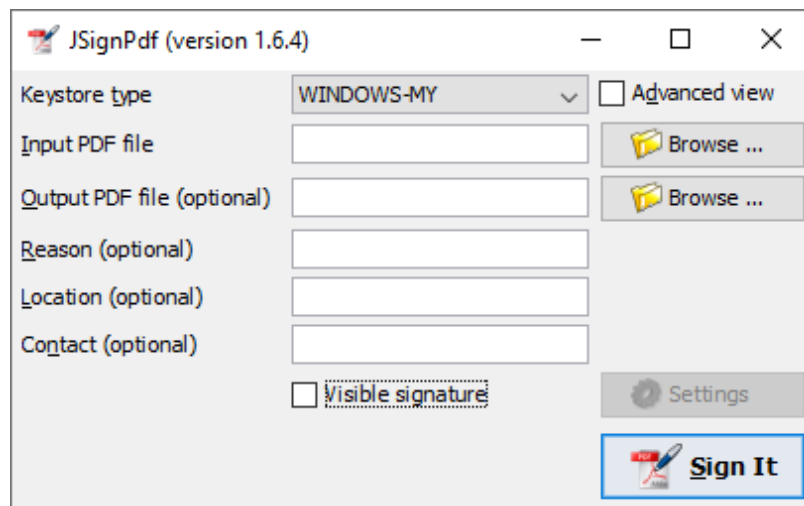 JSignPdf (version 1.6.4)
Keystore type WINDOWS-MY Advanced view
Input PDF file Browse ...
Output PDF file (optional) Browse ...
Reason (optional)
Location (optional)
Contact (optional)
Visible signature Settings
Sign It